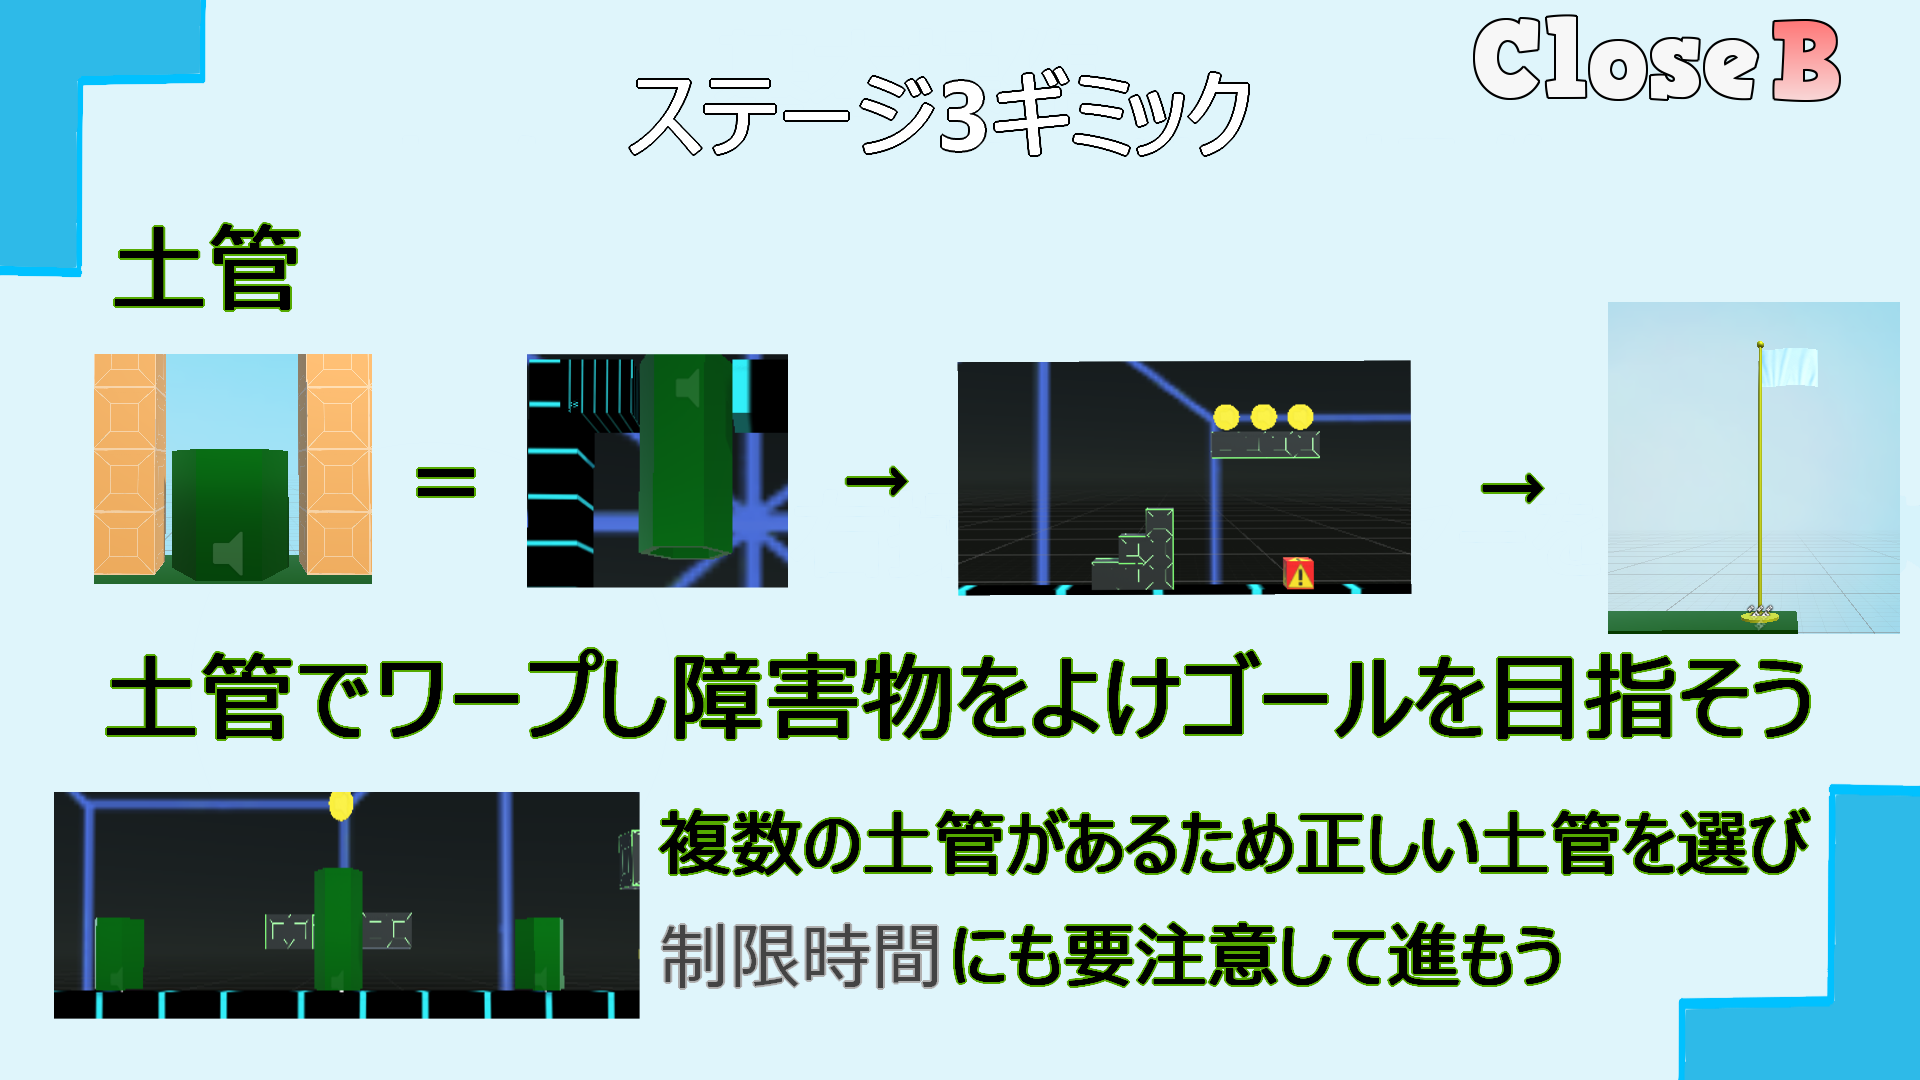 Close B
ステージ3ギミック
土管
= → →
土管でワープし障害物をよけゴールを目指そう
複数の土管があるため正しい土管を選び
制限時間にも要注意して進もう